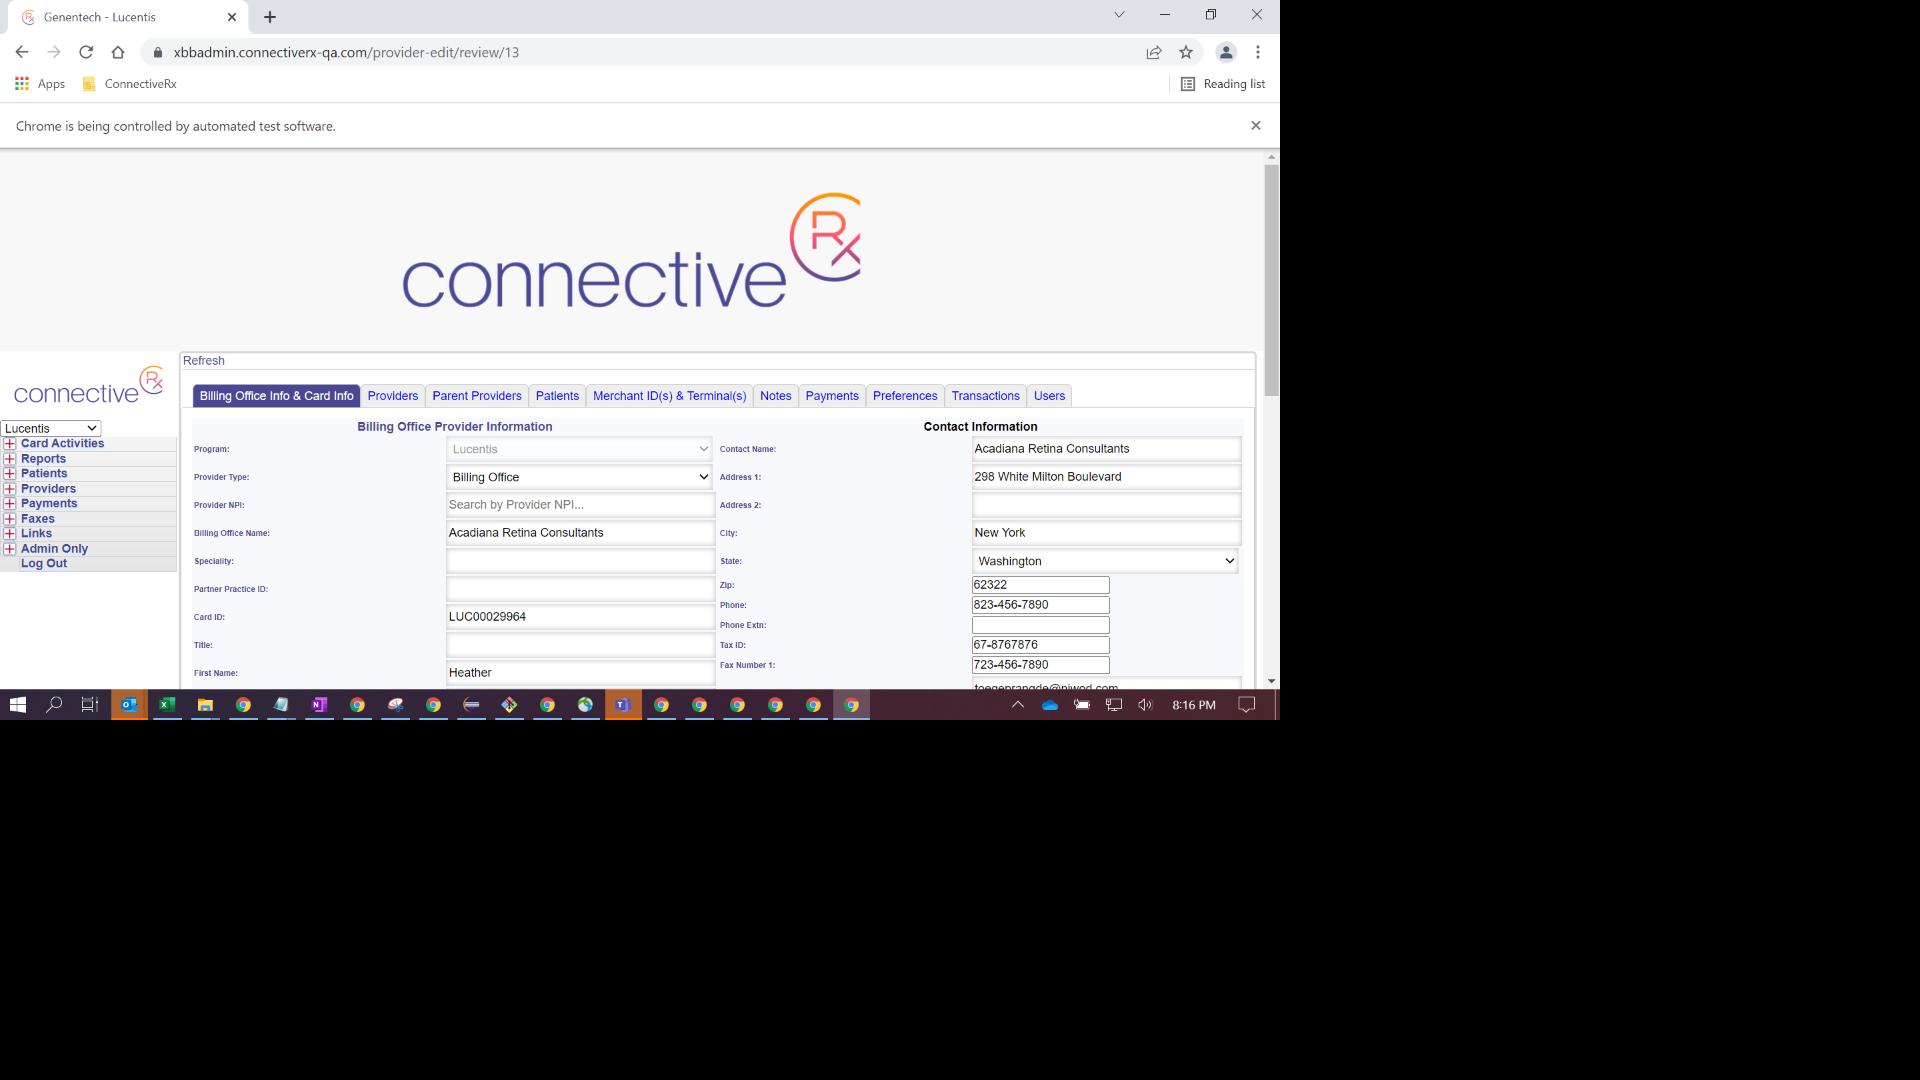 Genentech - Lucentis
xbbadmin.connectiverx-qa.com/provider-edit/review/13
Apps
ConnectiveRx
Reading list
Chrome is being controlled by automated test software.
connective Rx
connective Rx
Lucentis
Card Activities
Reports
Patients
Providers
Payments
Faxes
Links
Admin Only
Log Out
Refresh
Billing Office Info & Card Info Providers Parent Providers Patients Merchant ID(s) & Terminal(s) Notes Payments Preferences Transactions Users
Billing Office Provider Information
Program: Lucentis
Provider Type: Billing Office
Provider NPI: Search by Provider NPI...
Billing Office Name: Acadiana Retina Consultants
Speciality:
Partner Practice ID:
Card ID: LUC00029964
Title:
First Name: Heather
Contact Information
Contact Name: Acadiana Retina Consultants
Address 1: 298 White Milton Boulevard
Address 2:
City: New York
State: Washington
Zip: 62322
Phone: 823-456-7890
Phone Extn:
Tax ID: 67-8767876
Fax Number 1: 723-456-7890
8:16 PM